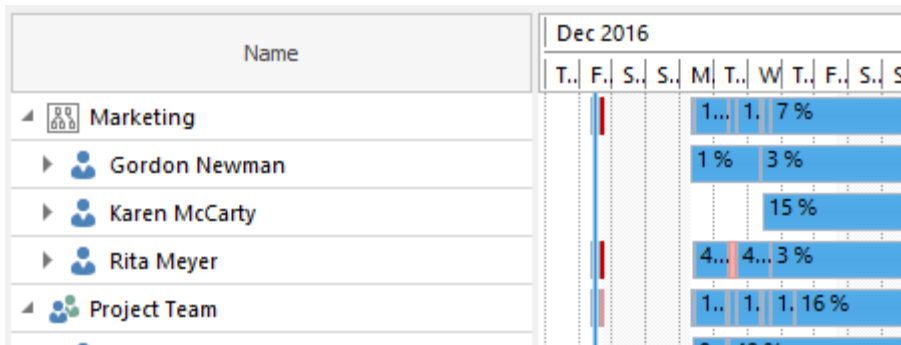 Name
Dec 2016
T.. F.. S.. S.. M. T.. W T.. F.. S.. S
Marketing 1... 1. 7 %
Gordon Newman 1 % 3 %
Karen McCarty 15 %
Rita Meyer 4... 4... 3 %
Project Team 1.. 1. 1. 16 %